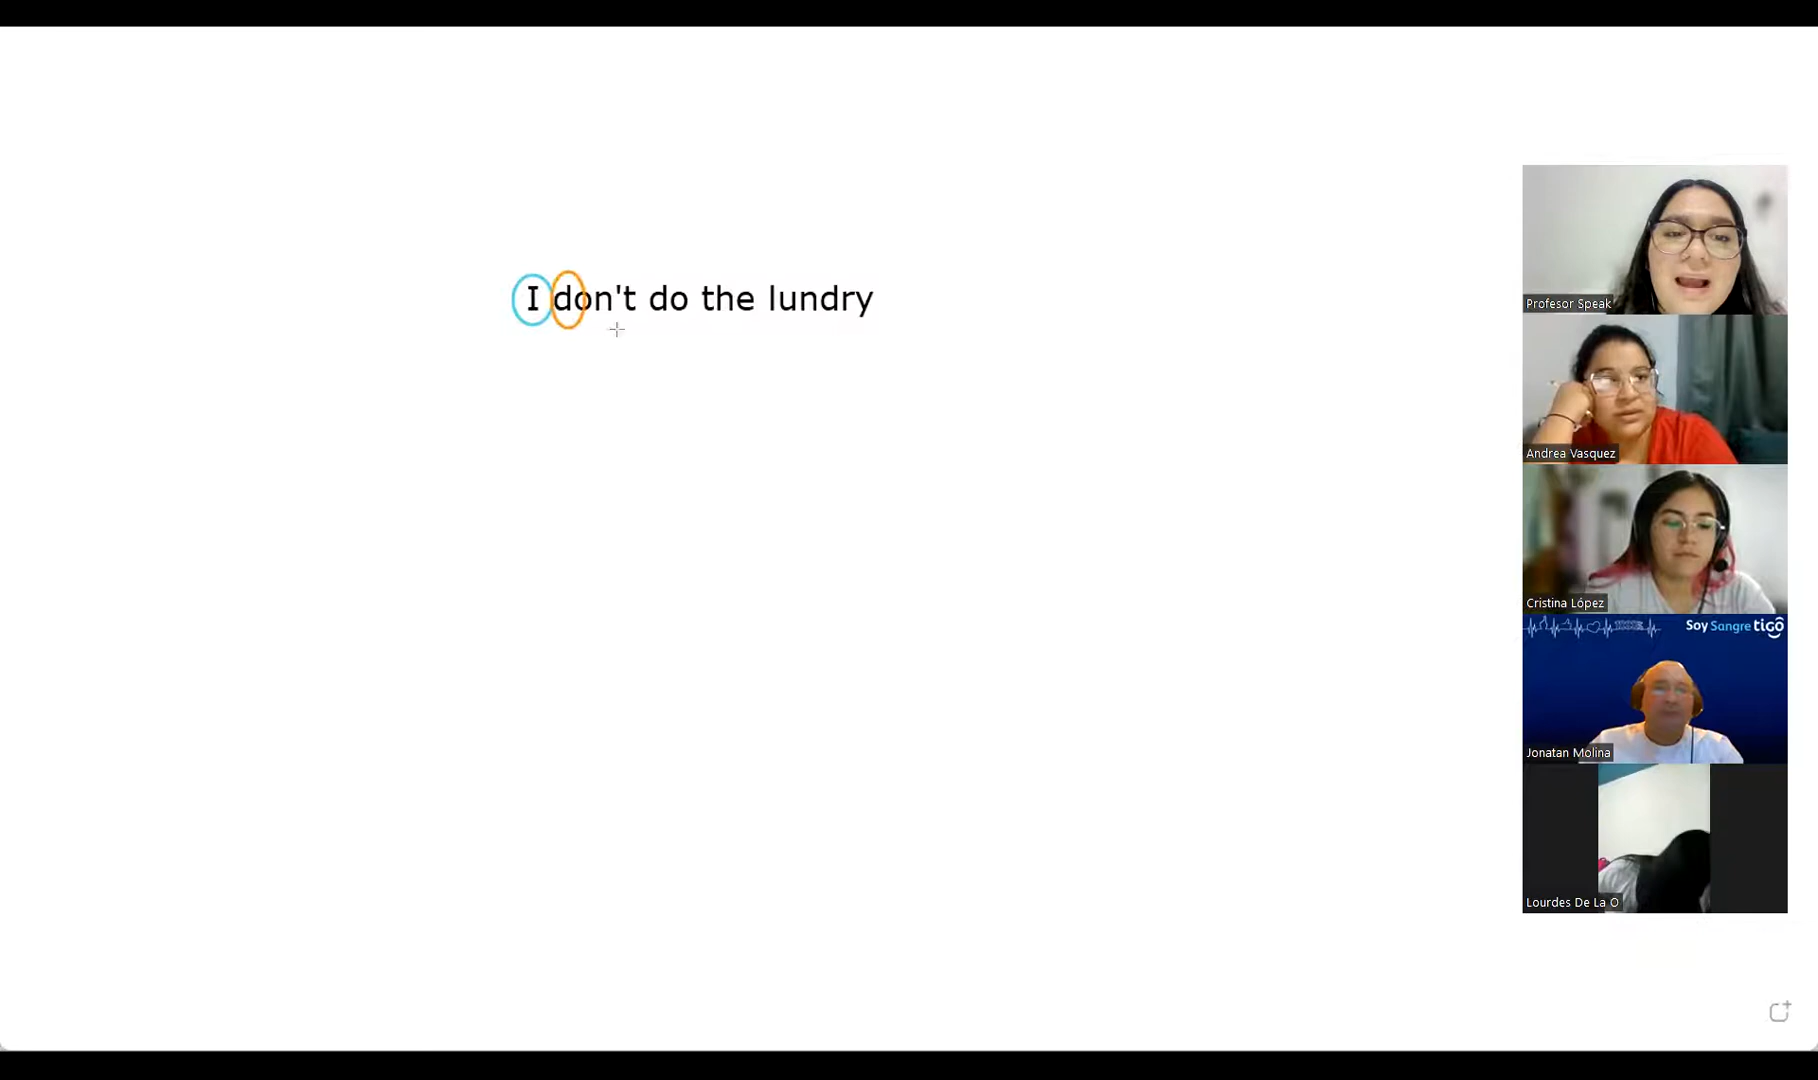 I don't do the lundry
Profesor Speak
Andrea Vasquez
Cristina López
Soy Sangre tigo
Jonatan Molina
Lourdes De La O